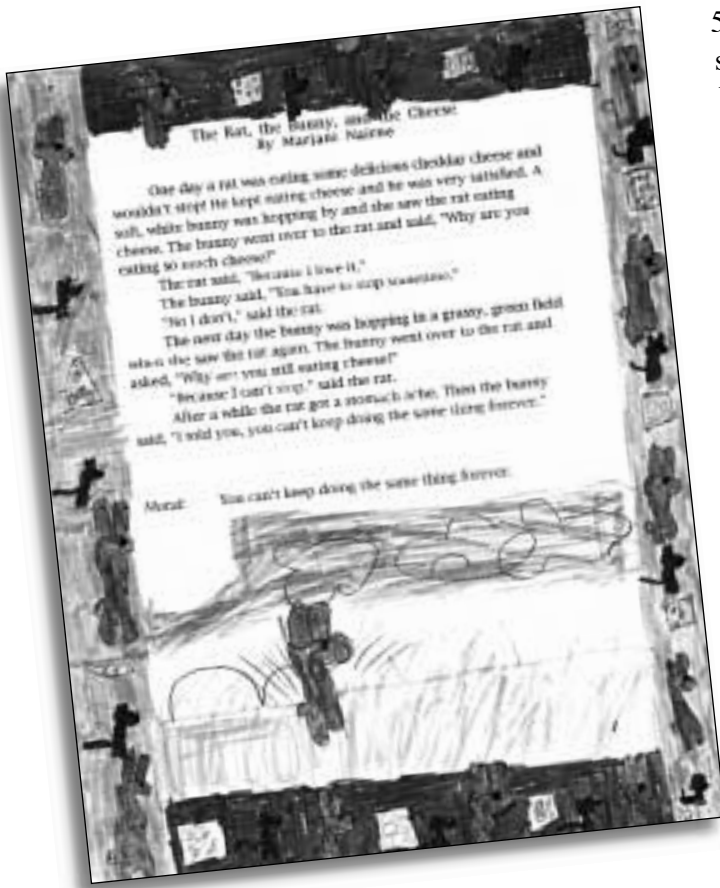 The Rat, the Bunny, and the Cheese
By Marjani Nairne
One day a rat was eating some delicious cheddar cheese and
wouldn't stop! He kept eating cheese and he was very satisfied. A
soft, white bunny was hopping by and she saw the rat eating
cheese. The bunny went over to the rat and said, "Why are you
eating so much cheese?"
The rat said, "Because I love it."
The bunny said, "You have to stop sometime."
"No I don't," said the rat.
The next day the bunny was hopping in a grassy, green field
when she saw the rat again. The bunny went over to the rat and
asked, "Why are you still eating cheese?"
"Because I can't stop," said the rat.
After a while the rat got a stomach ache. Then the bunny
said, "I told you, you can't keep doing the same thing forever."
Moral: You can't keep doing the same thing forever.
5
s